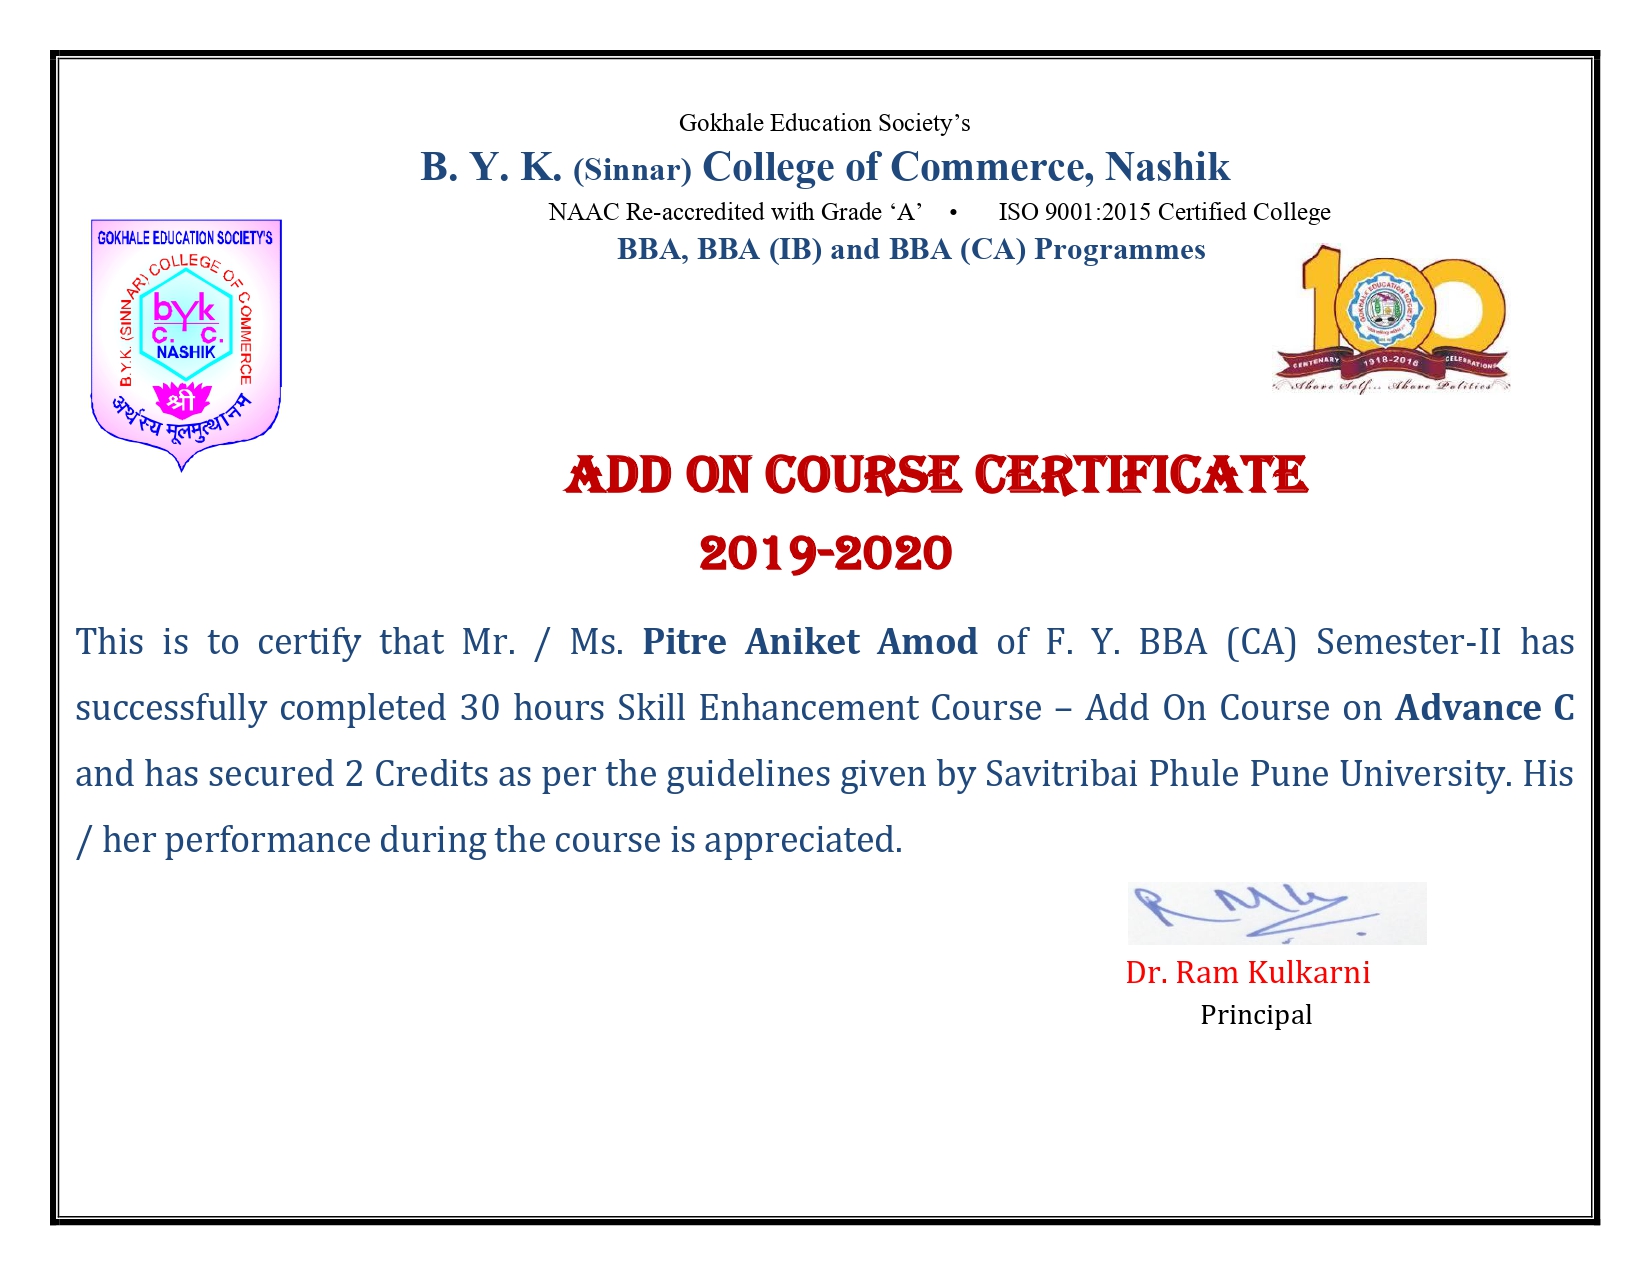 Gokhale Education Society’s
B. Y. K. (Sinnar) College of Commerce, Nashik
NAAC Re-accredited with Grade ‘A’ • ISO 9001:2015 Certified College
BBA, BBA (IB) and BBA (CA) Programmes
GOKHALE EDUCATION SOCIETY'S
B.Y.K. (SINNAR) COLLEGE OF COMMERCE
byk
C. C.
NASHIK
श्री
अर्थस्य मूलमुत्थानम
100
GOKHALE EDUCATION SOCIETY
CENTENARY 1918-2018 CELEBRATIONS
Above Self... Above Politics
ADD ON COURSE CERTIFICATE
2019-2020
This is to certify that Mr. / Ms. Pitre Aniket Amod of F. Y. BBA (CA) Semester-II has
successfully completed 30 hours Skill Enhancement Course – Add On Course on Advance C
and has secured 2 Credits as per the guidelines given by Savitribai Phule Pune University. His
/ her performance during the course is appreciated.
Dr. Ram Kulkarni
Principal